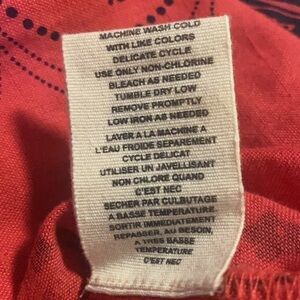 MACHINE WASH COLD
WITH LIKE COLORS
DELICATE CYCLE
USE ONLY NON-CHLORINE
BLEACH AS NEEDED
TUMBLE DRY LOW
REMOVE PROMPTLY
LOW IRON AS NEEDED
LAVER A LA MACHINE A
L'EAU FROIDE SEPAREMENT
CYCLE DELICAT
UTILISER UN JAVELLISANT
NON CHLORE QUAND
C'EST NEC
SECHER PAR CULBUTAGE
A BASSE TEMPERATURE
SORTIR IMMEDIATEMENT
REPASSER, AU BESOIN,
A TRES BASSE
TEMPERATURE
C'EST NEC